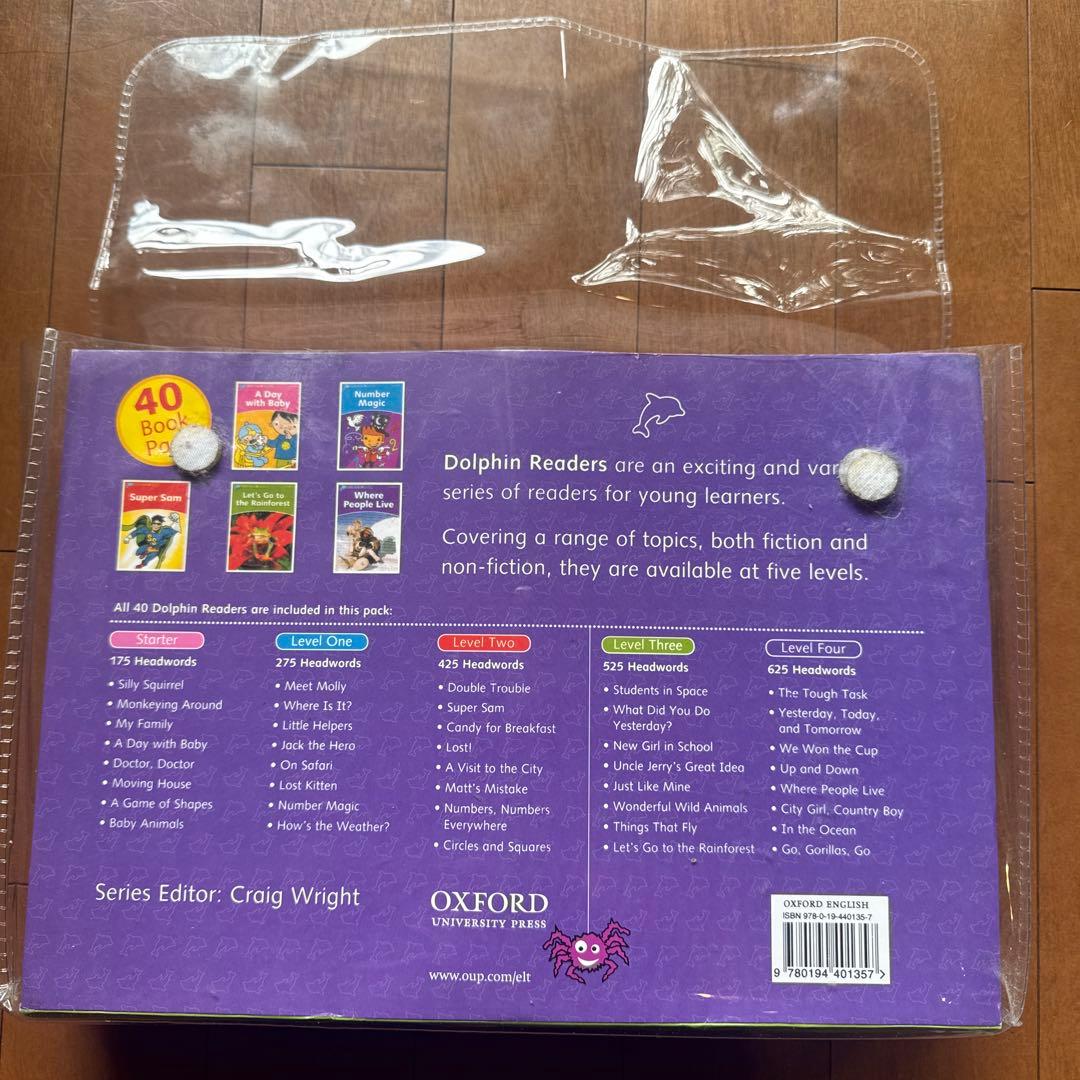 40
Book
A Day
with Baby
Number
Magic
Super Sam
Let's Go to
the Rainforest
Where
People Live
Dolphin Readers are an exciting and
series of readers for young learners.
Covering a range of topics, both fiction and
non-fiction, they are available at five levels.
All 40 Dolphin Readers are included in this pack:
Starter
175 Headwords
• Silly Squirrel
• Monkeying Around
• My Family
• A Day with Baby
• Doctor, Doctor
• Moving House
• A Game of Shapes
• Baby Animals
Level One
275 Headwords
• Meet Molly
• Where Is It?
• Little Helpers
• Jack the Hero
• On Safari
• Lost Kitten
• Number Magic
• How's the Weather?
Level Two
425 Headwords
• Double Trouble
• Super Sam
• Candy for Breakfast
• Lost!
• A Visit to the City
• Matt's Mistake
• Numbers, Numbers
Everywhere
• Circles and Squares
Level Three
525 Headwords
• Students in Space
• What Did You Do
Yesterday?
• New Girl in School
• Uncle Jerry's Great Idea
• Just Like Mine
• Wonderful Wild Animals
• Things That Fly
• Let's Go to the Rainforest
Level Four
625 Headwords
• The Tough Task
• Yesterday, Today,
and Tomorrow
• We Won the Cup
• Up and Down
• Where People Live
• City Girl, Country Boy
• In the Ocean
• Go, Gorillas, Go
Series Editor: Craig Wright
OXFORD
UNIVERSITY PRESS
www.oup.com/elt
OXFORD ENGLISH
ISBN 978-0-19-440135-7
9 780194 401357 >